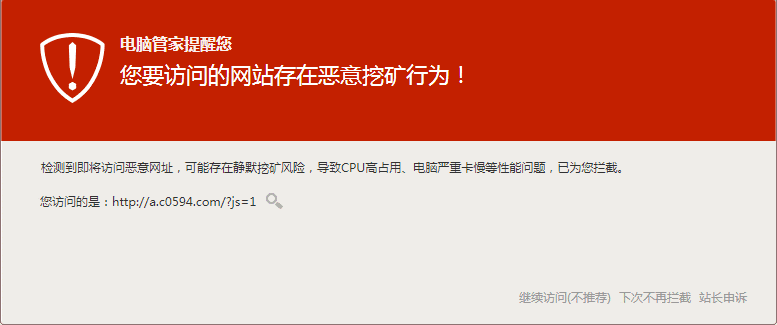 电脑管家提醒您
您要访问的网站存在恶意挖矿行为！
检测到即将访问恶意网址，可能存在静默挖矿风险，导致CPU高占用、电脑严重卡慢等性能问题，已为您拦截。
您访问的是：http://a.c0594.com/?js=1
继续访问(不推荐) 下次不再拦截 站长申诉